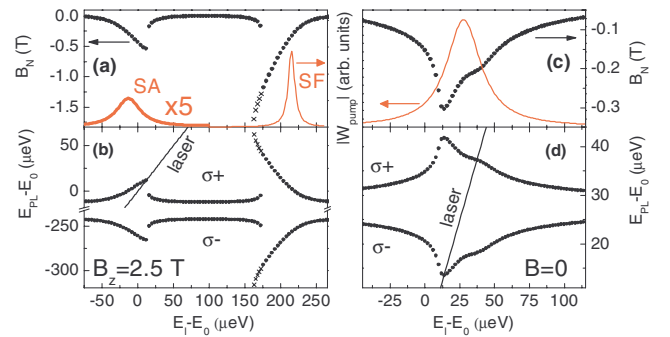 0.0
-0.5
-1.0
-1.5
B_N (T)
(a)
SA
x5
SF
|W_pump| (arb. units)
(c)
-0.1
-0.2
-0.3
B_N (T)
50
0
-250
-300
E_PL-E_0 (μeV)
(b)
laser
σ+
σ-
B_z=2.5 T
-50 0 50 100 150 200 250
E_l-E_0 (μeV)
(d)
σ+
laser
σ-
B=0
40
30
20
E_PL-E_0 (μeV)
-25 0 25 50 75 100
E_l-E_0 (μeV)